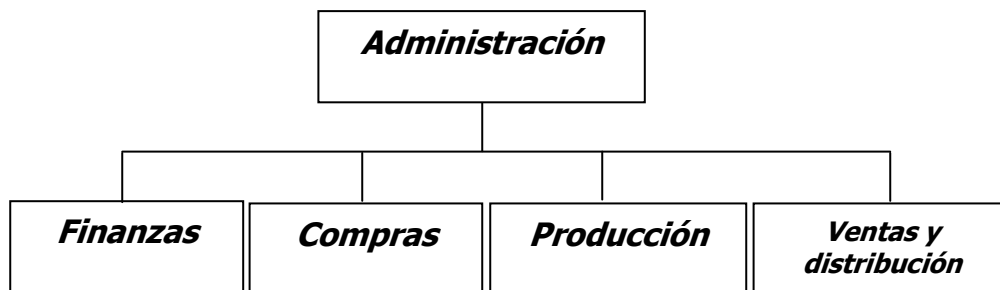 Administración
Finanzas
Compras
Producción
Ventas y
distribución